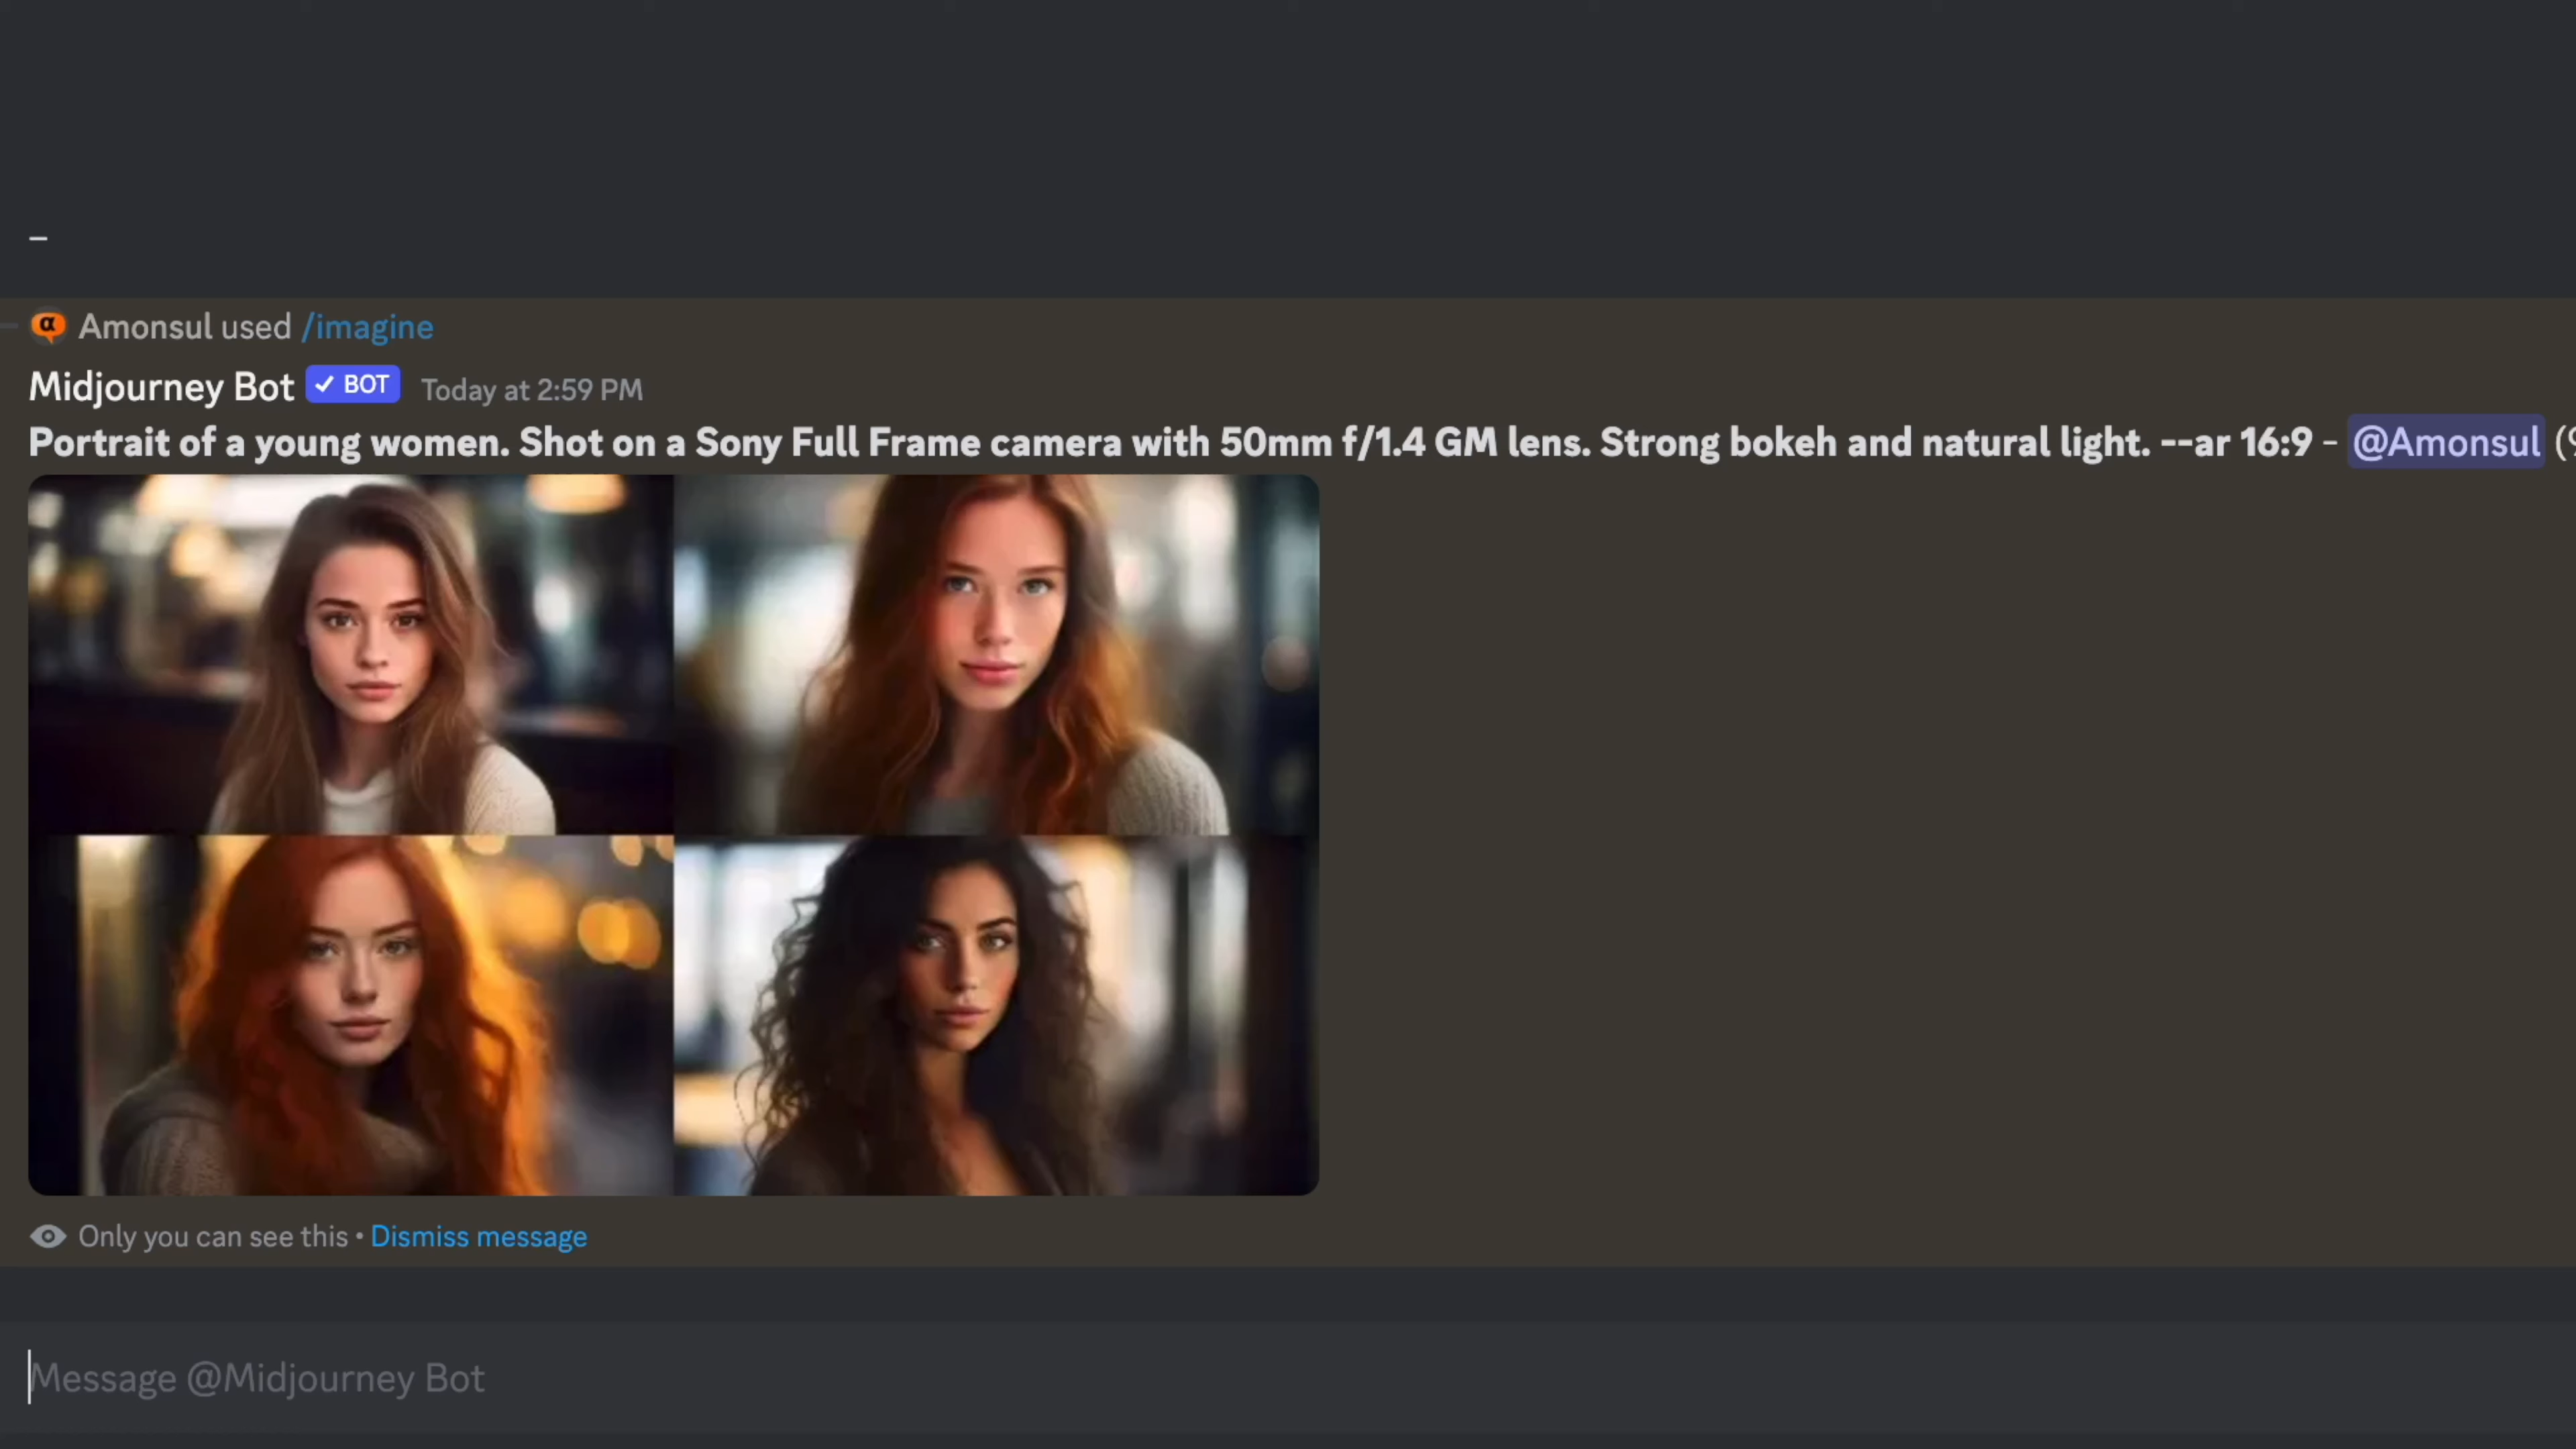 –
α Amonsul used /imagine
Midjourney Bot ✓ BOT Today at 2:59 PM
Portrait of a young women. Shot on a Sony Full Frame camera with 50mm f/1.4 GM lens. Strong bokeh and natural light. --ar 16:9 - @Amonsul (
Only you can see this • Dismiss message
Message @Midjourney Bot